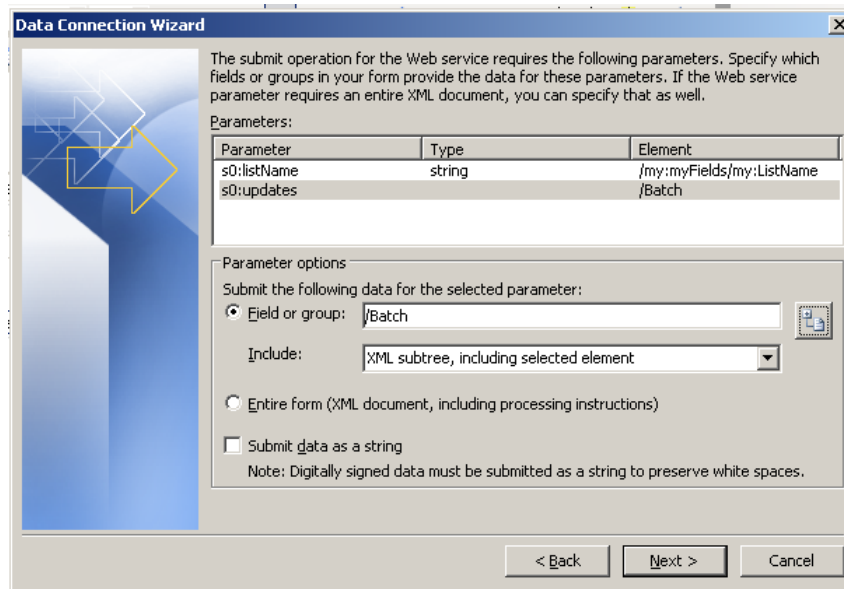 Data Connection Wizard
The submit operation for the Web service requires the following parameters. Specify which
fields or groups in your form provide the data for these parameters. If the Web service
parameter requires an entire XML document, you can specify that as well.
Parameters:
Parameter Type Element
s0:listName string /my:myFields/my:ListName
s0:updates /Batch
Parameter options
Submit the following data for the selected parameter:
Field or group: /Batch
Include: XML subtree, including selected element
Entire form (XML document, including processing instructions)
Submit data as a string
Note: Digitally signed data must be submitted as a string to preserve white spaces.
< Back Next > Cancel